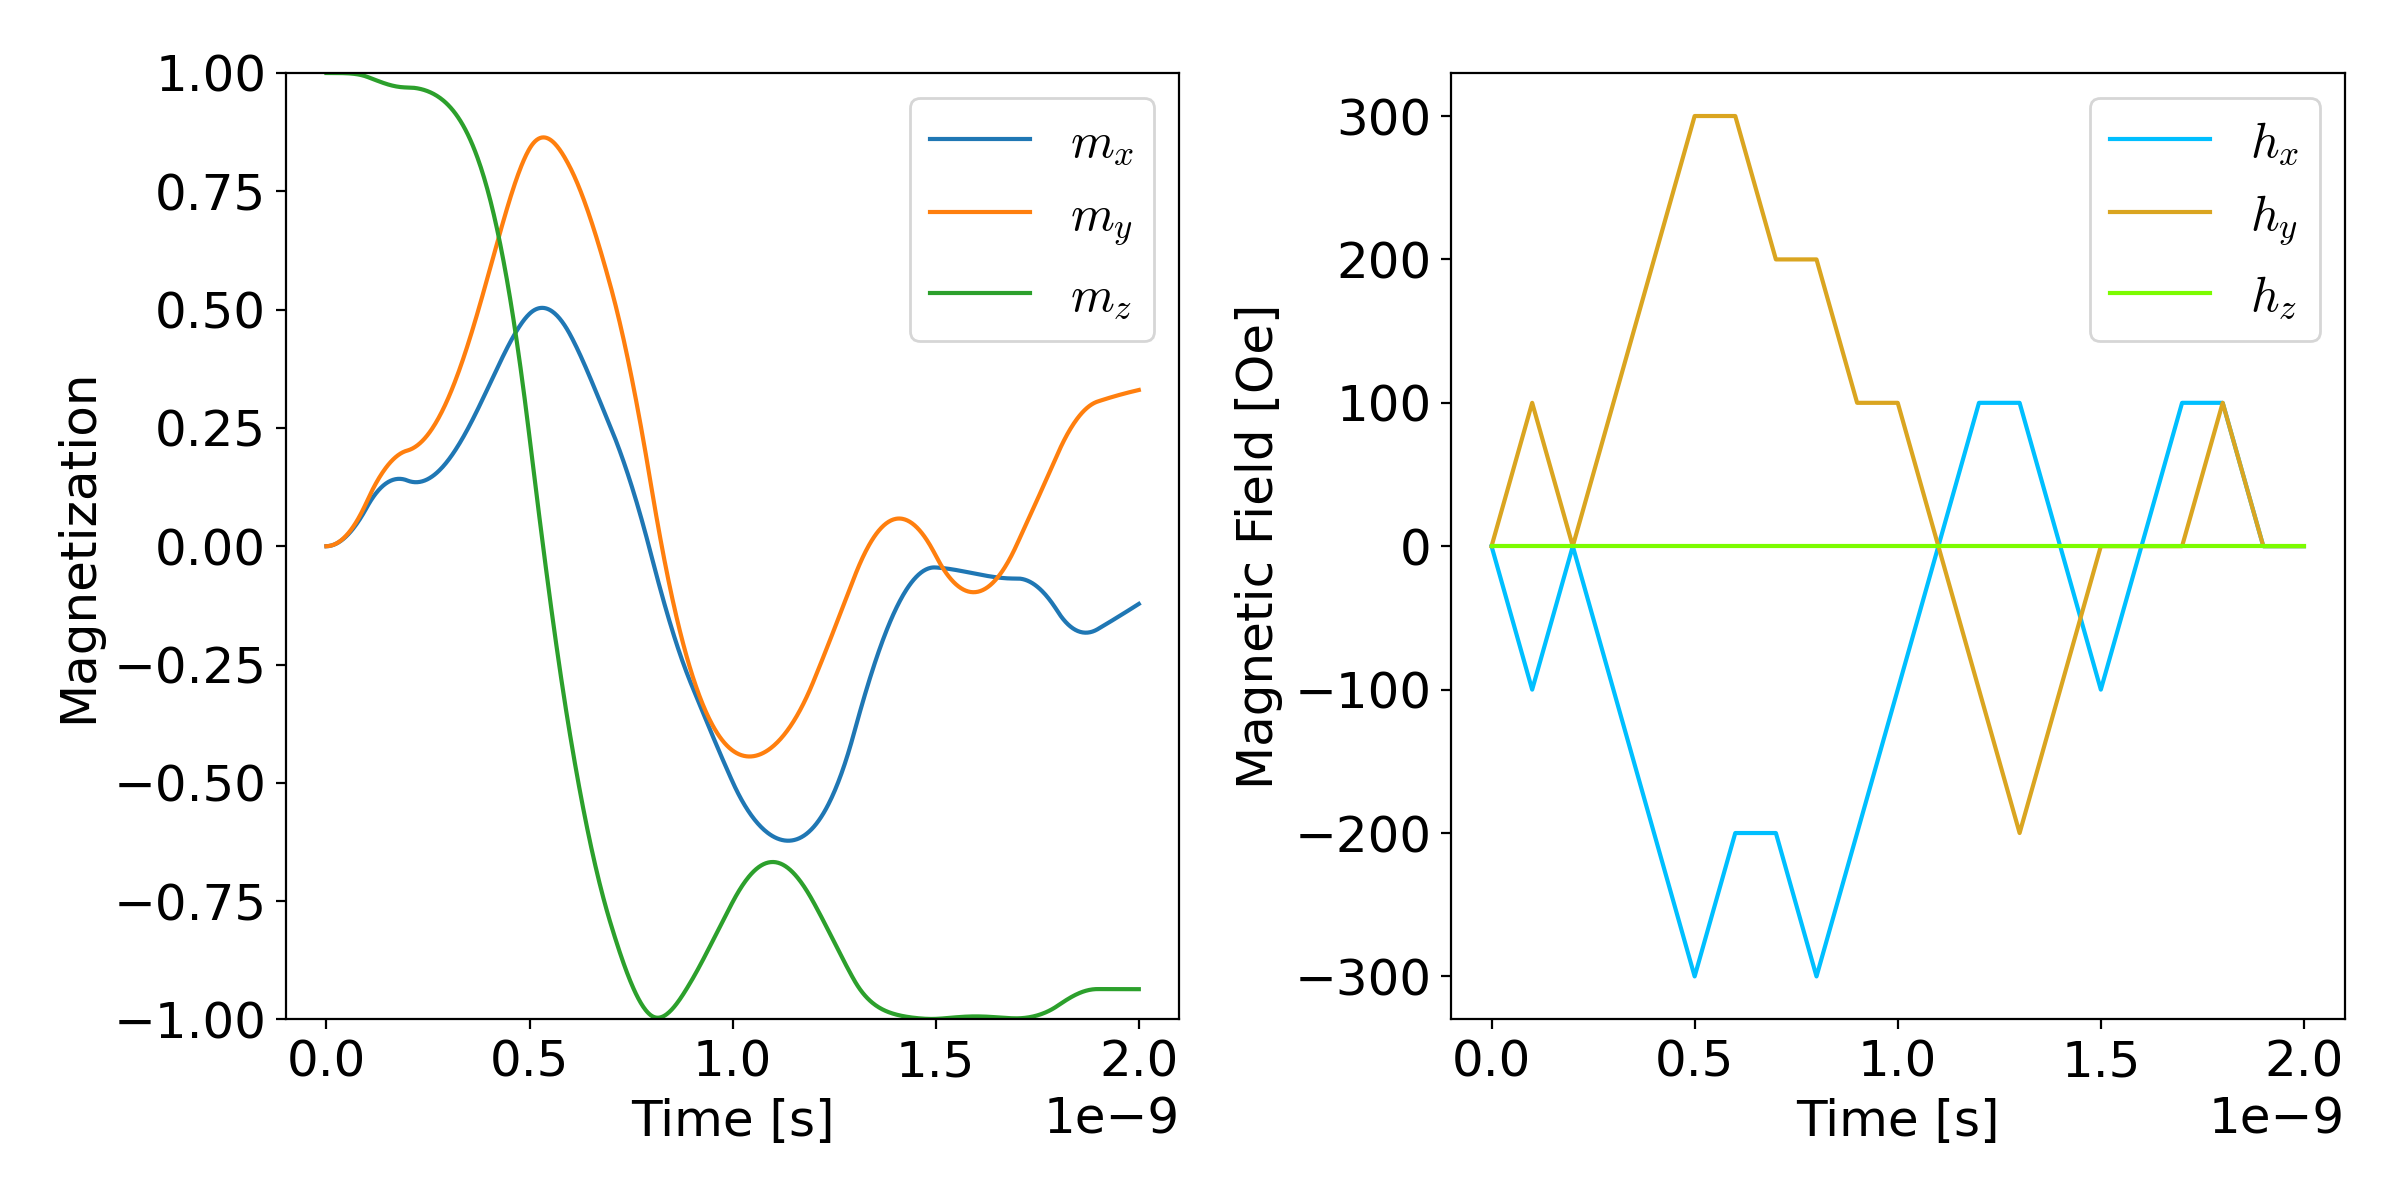 Magnetization
1.00
0.75
0.50
0.25
0.00
−0.25
−0.50
−0.75
−1.00
0.0 0.5 1.0 1.5 2.0
Time [s]
1e−9
m_x
m_y
m_z
Magnetic Field [Oe]
300
200
100
0
−100
−200
−300
0.0 0.5 1.0 1.5 2.0
Time [s]
1e−9
h_x
h_y
h_z